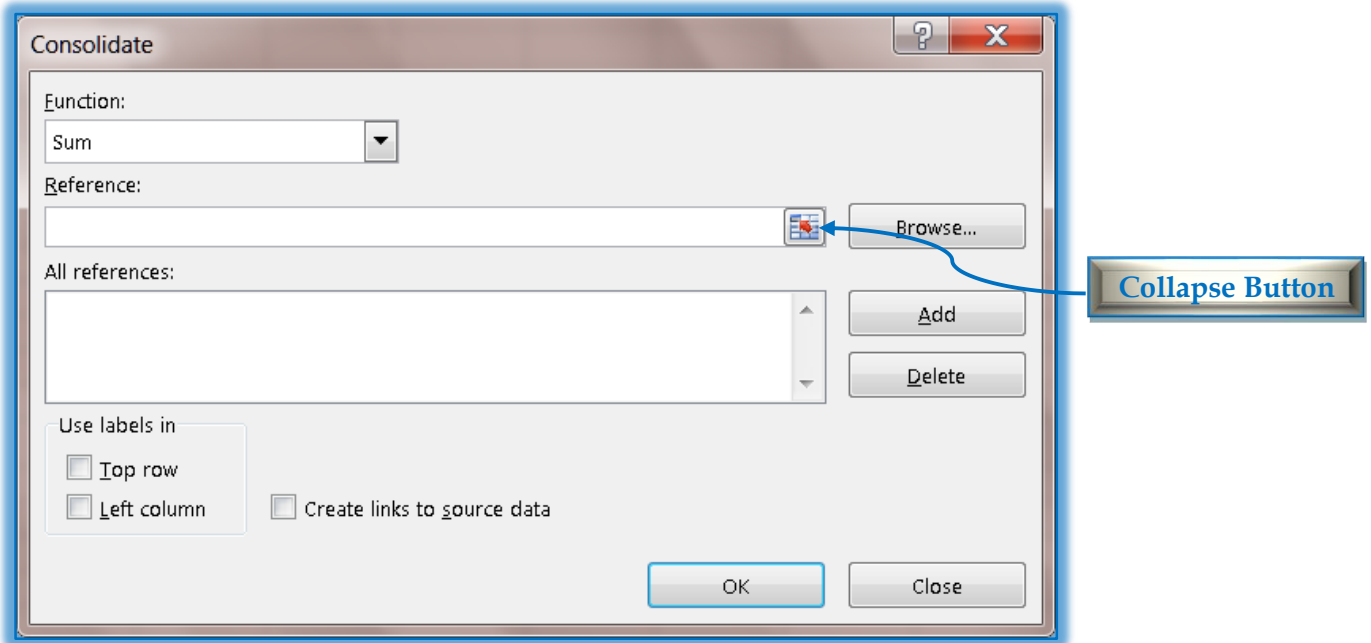 Consolidate
Function:
Sum
Reference:
Browse...
All references:
Collapse Button
Add
Delete
Use labels in
Top row
Left column
Create links to source data
OK
Close